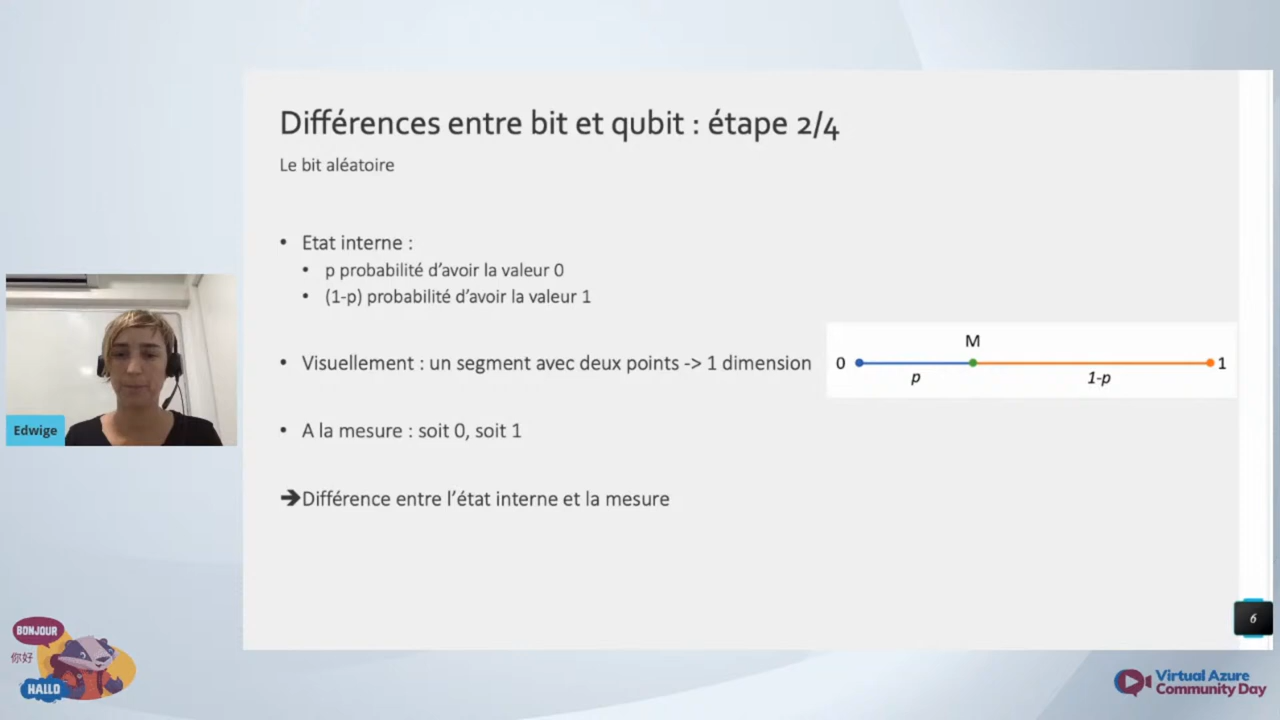 Différences entre bit et qubit : étape 2/4
Le bit aléatoire
• Etat interne :
• p probabilité d’avoir la valeur 0
• (1-p) probabilité d’avoir la valeur 1
• Visuellement : un segment avec deux points -> 1 dimension
M
0
1
p
1-p
• A la mesure : soit 0, soit 1
➔Différence entre l’état interne et la mesure
Edwige
6
BONJOUR
你好
HALLO
Virtual Azure
Community Day